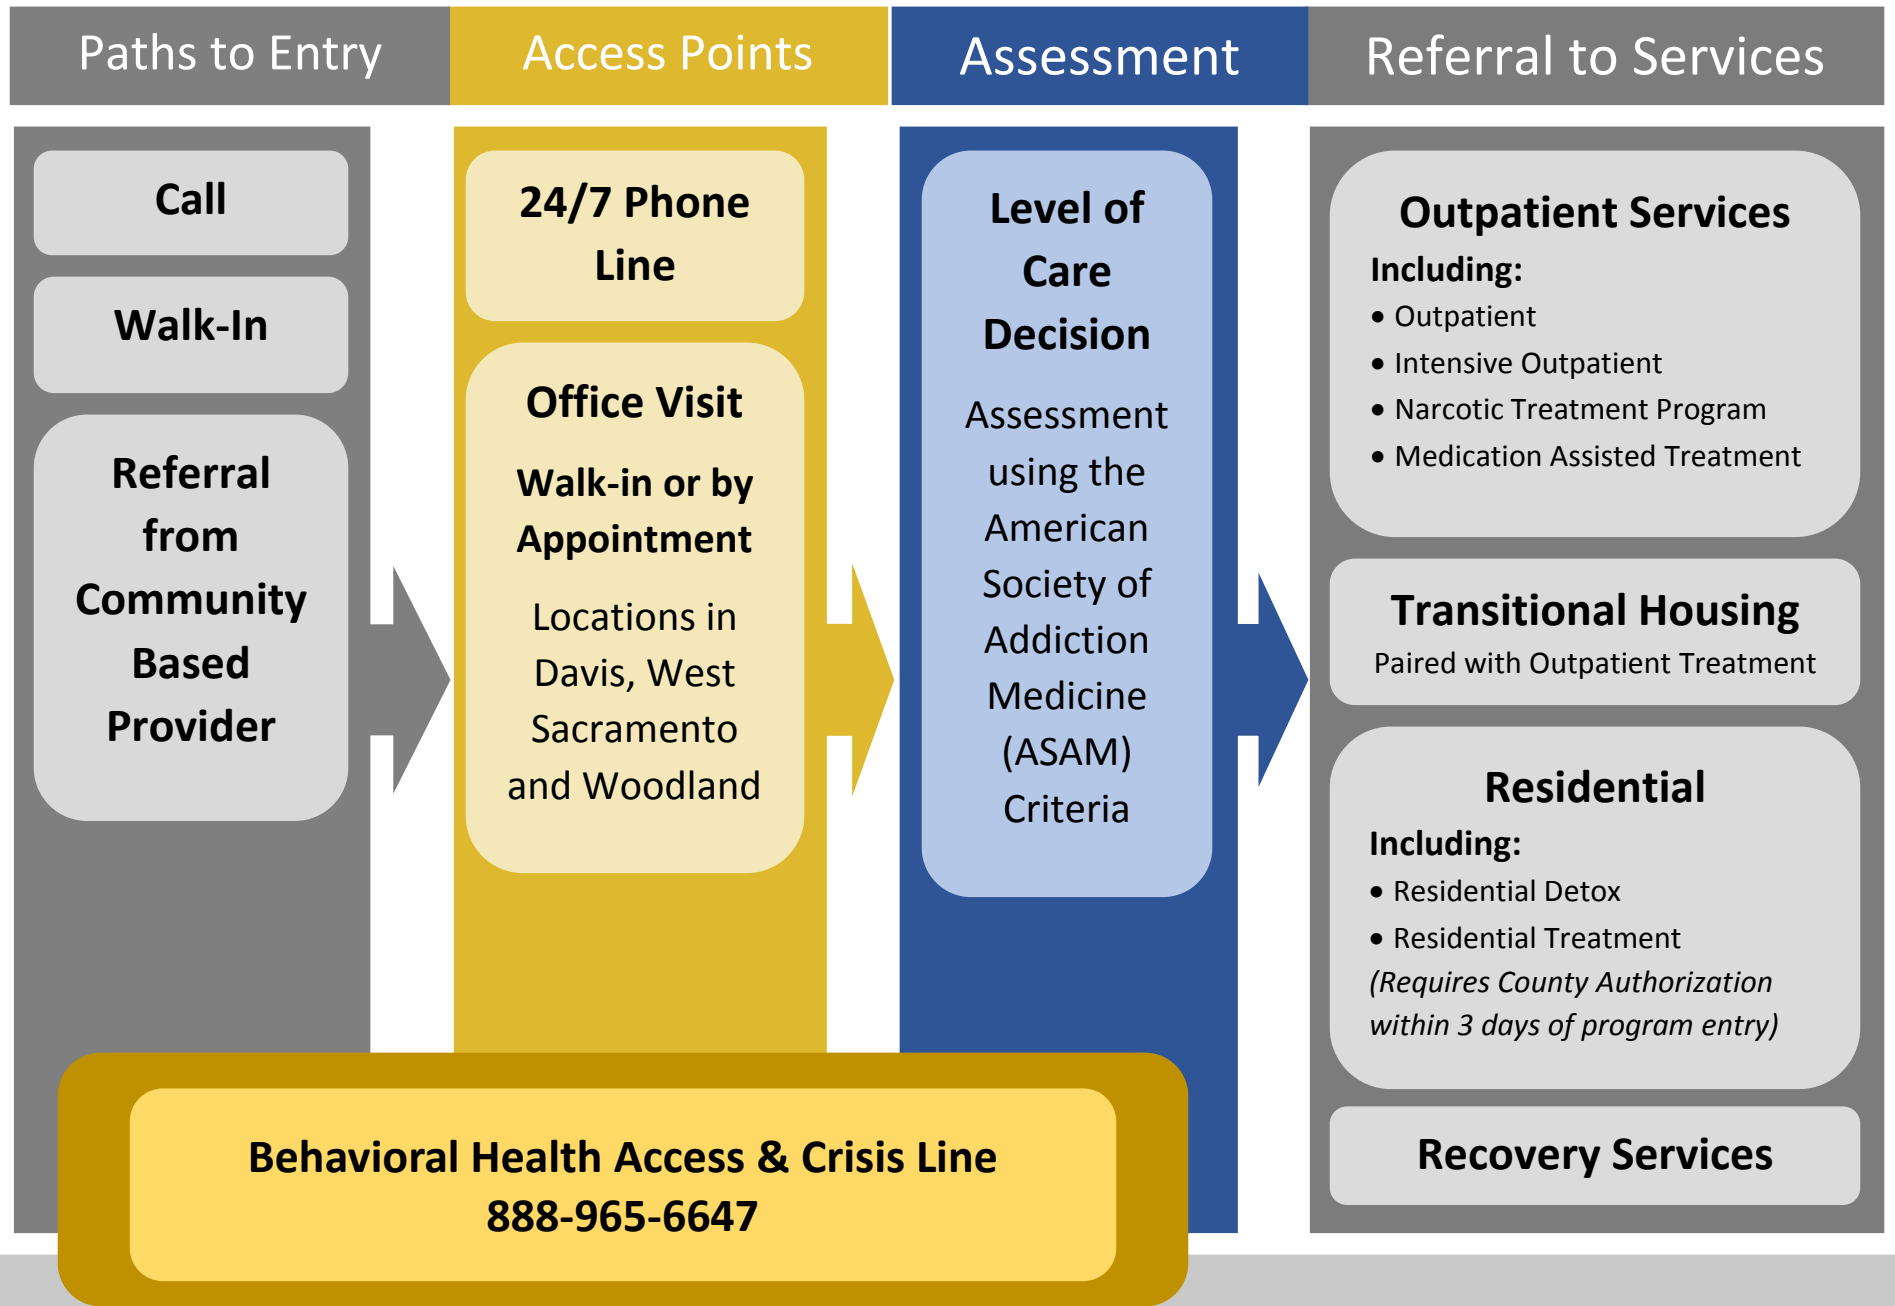 Paths to Entry
Access Points
Assessment
Referral to Services
Call
Walk-In
Referral
from
Community
Based
Provider
24/7 Phone
Line
Office Visit
Walk-in or by
Appointment
Locations in
Davis, West
Sacramento
and Woodland
Level of
Care
Decision
Assessment
using the
American
Society of
Addiction
Medicine
(ASAM)
Criteria
Outpatient Services
Including:
• Outpatient
• Intensive Outpatient
• Narcotic Treatment Program
• Medication Assisted Treatment
Transitional Housing
Paired with Outpatient Treatment
Residential
Including:
• Residential Detox
• Residential Treatment
(Requires County Authorization
within 3 days of program entry)
Recovery Services
Behavioral Health Access & Crisis Line
888-965-6647